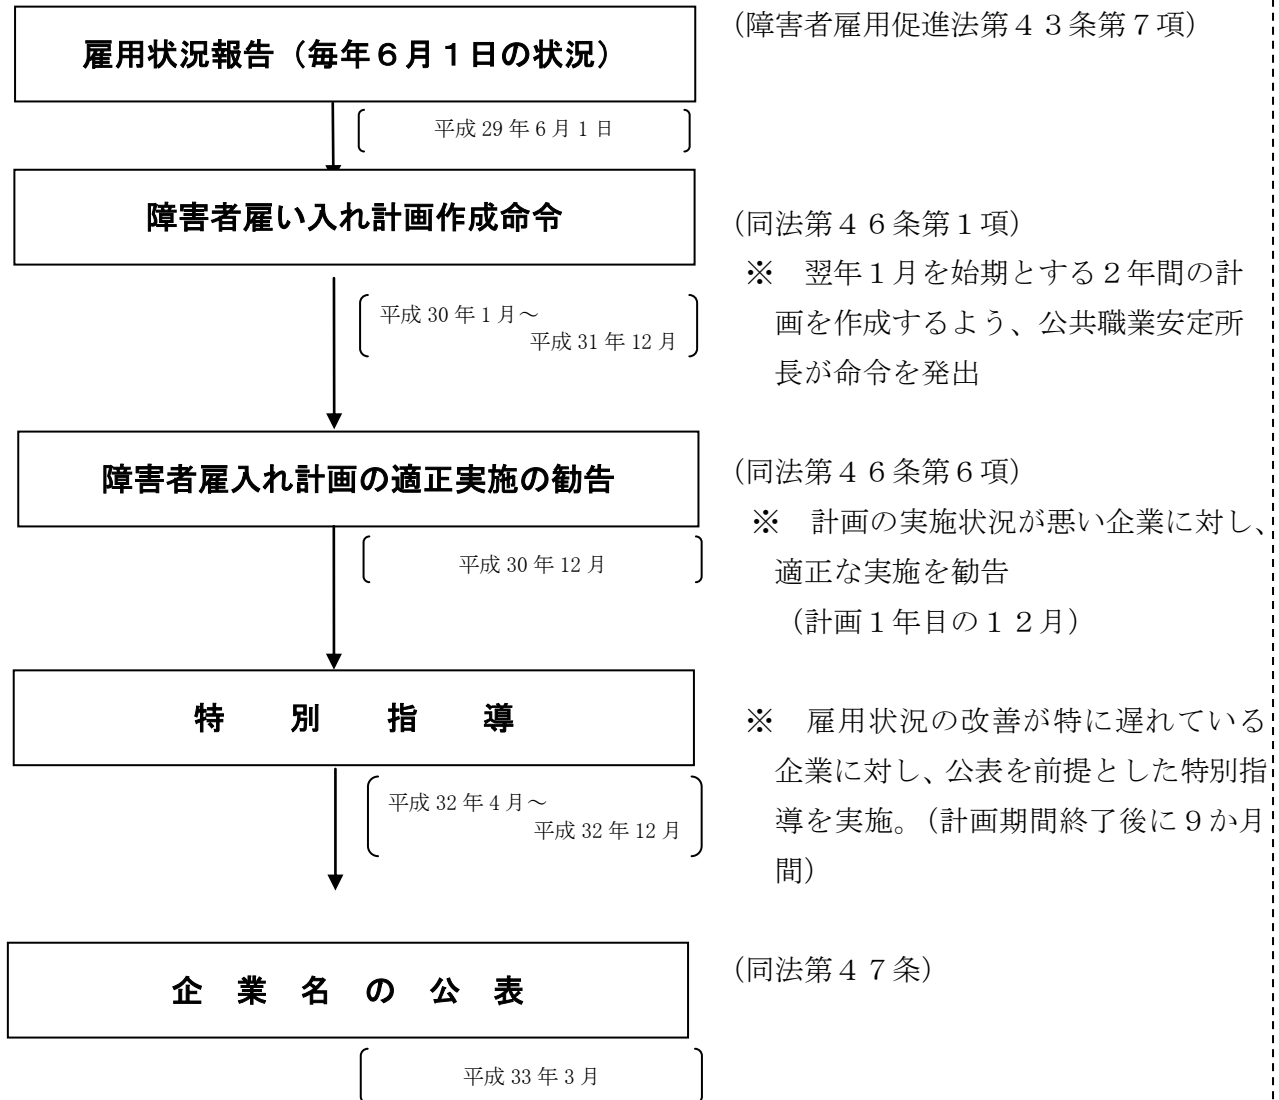 雇用状況報告（毎年６月１日の状況）
（障害者雇用促進法第４３条第７項）
平成 29 年 6 月 1 日
障害者雇い入れ計画作成命令
（同法第４６条第１項）
※　翌年１月を始期とする２年間の計
画を作成するよう、公共職業安定所
長が命令を発出
平成 30 年 1 月～
平成 31 年 12 月
障害者雇入れ計画の適正実施の勧告
（同法第４６条第６項）
※　計画の実施状況が悪い企業に対し、
適正な実施を勧告
（計画１年目の１２月）
平成 30 年 12 月
特　別　指　導
※　雇用状況の改善が特に遅れている
企業に対し、公表を前提とした特別指
導を実施。（計画期間終了後に９か月
間）
平成 32 年 4 月～
平成 32 年 12 月
企　業　名　の　公　表
（同法第４７条）
平成 33 年 3 月